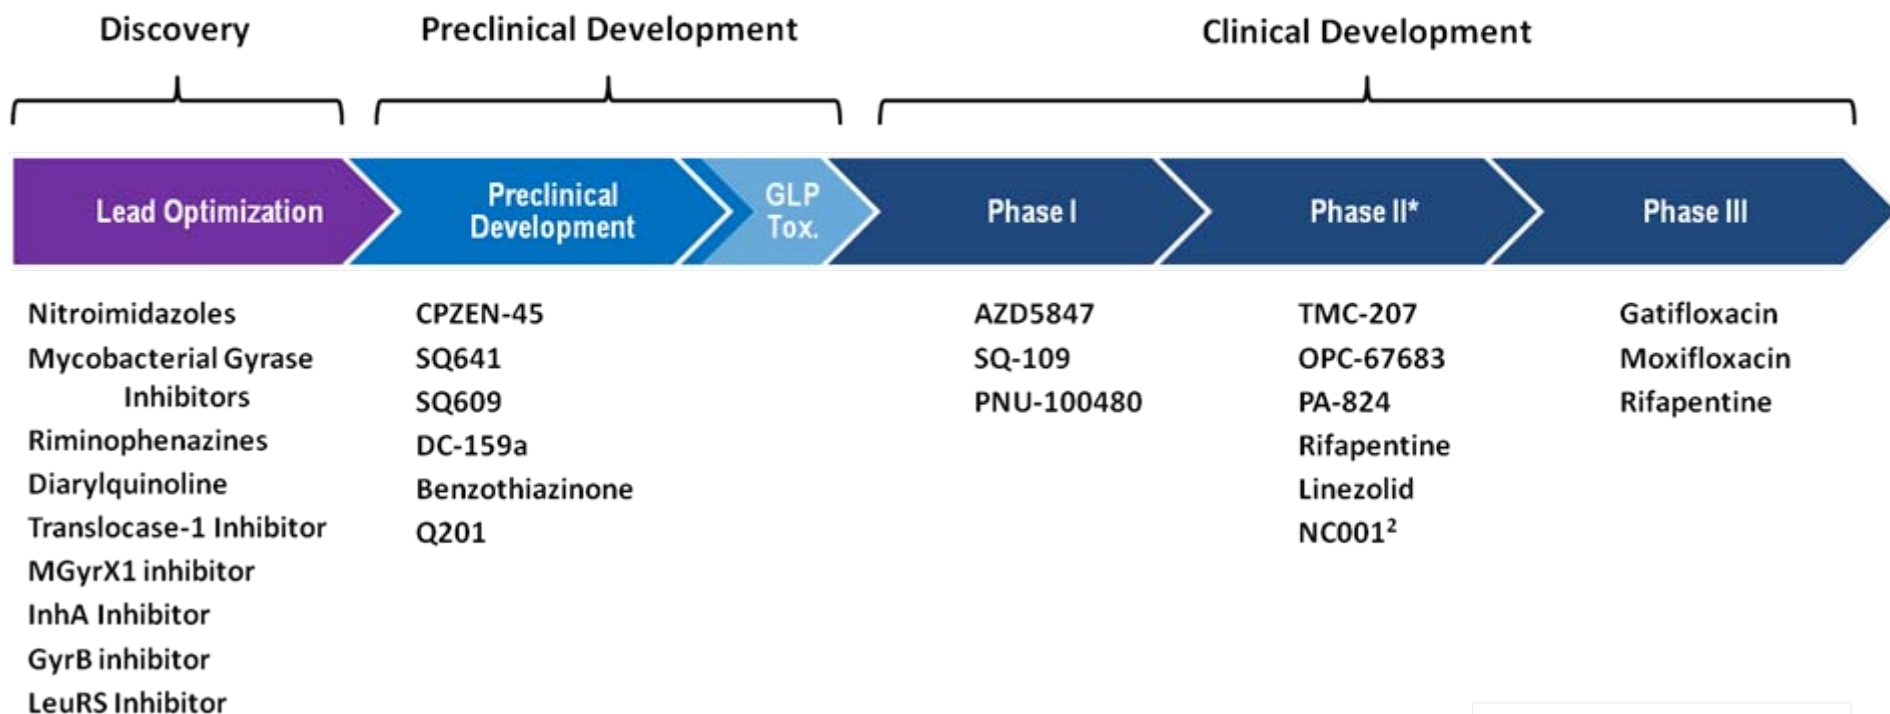 Discovery
Preclinical Development
Clinical Development
Lead Optimization
Preclinical
Development
GLP
Tox.
Phase I
Phase II*
Phase III
Nitroimidazoles
Mycobacterial Gyrase
Inhibitors
Riminophenazines
Diarylquinoline
Translocase-1 Inhibitor
MGyrX1 inhibitor
InhA Inhibitor
GyrB inhibitor
LeuRS Inhibitor
CPZEN-45
SQ641
SQ609
DC-159a
Benzothiazinone
Q201
AZD5847
SQ-109
PNU-100480
TMC-207
OPC-67683
PA-824
Rifapentine
Linezolid
NC001²
Gatifloxacin
Moxifloxacin
Rifapentine